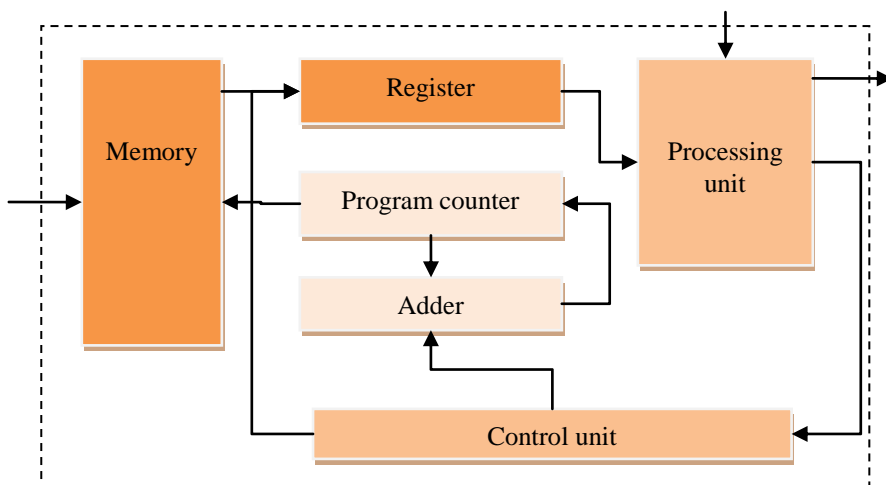 Register
Memory
Processing
unit
Program counter
Adder
Control unit